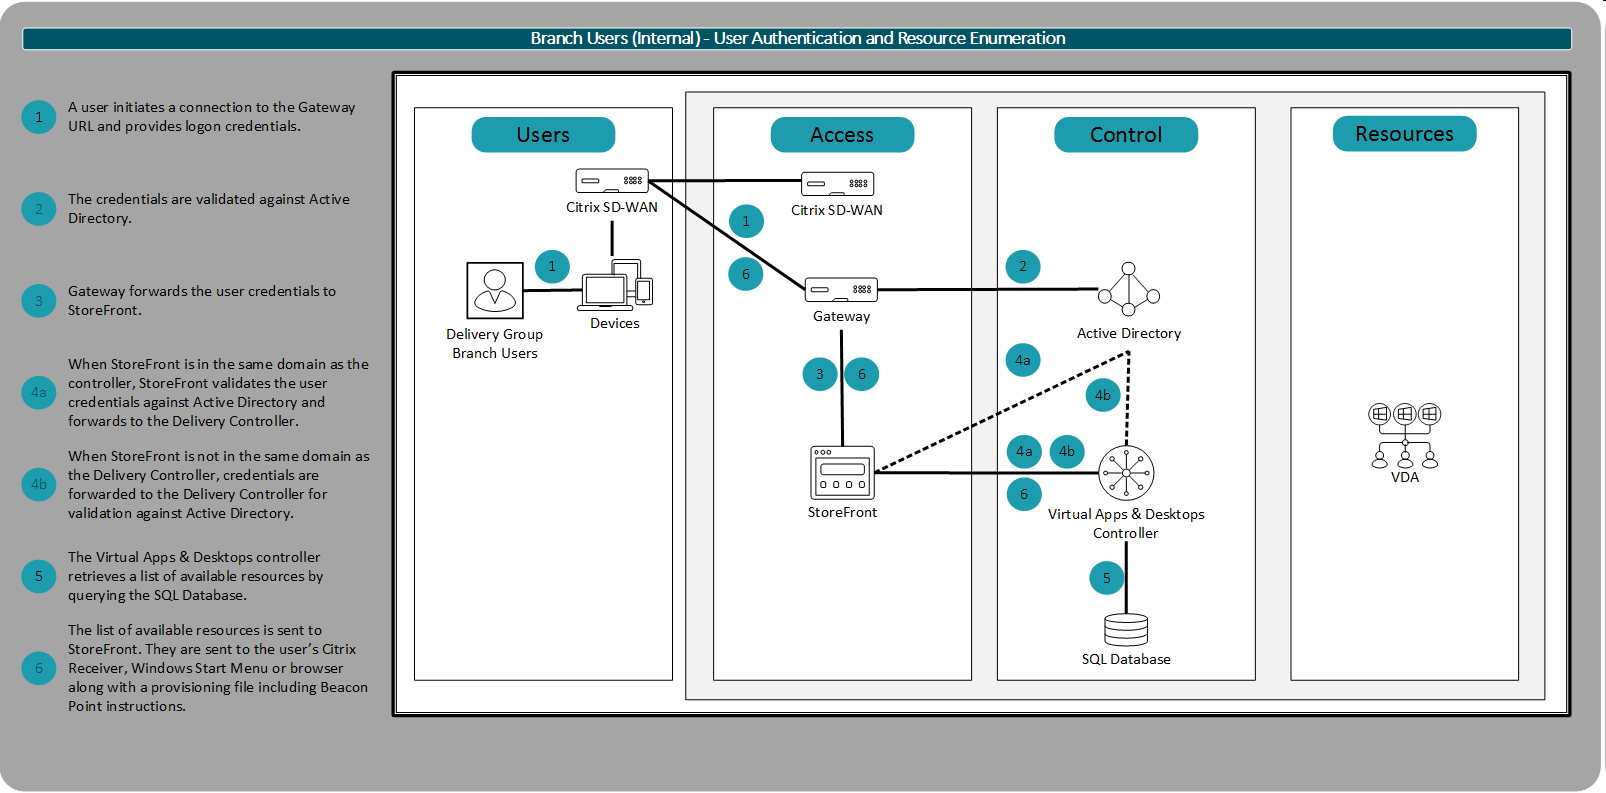 Branch Users (Internal) - User Authentication and Resource Enumeration
1
A user initiates a connection to the Gateway
URL and provides logon credentials.
2
The credentials are validated against Active
Directory.
3
Gateway forwards the user credentials to
StoreFront.
4a
When StoreFront is in the same domain as the
controller, StoreFront validates the user
credentials against Active Directory and
forwards to the Delivery Controller.
4b
When StoreFront is not in the same domain as
the Delivery Controller, credentials are
forwarded to the Delivery Controller for
validation against Active Directory.
5
The Virtual Apps & Desktops controller
retrieves a list of available resources by
querying the SQL Database.
6
The list of available resources is sent to
StoreFront. They are sent to the user’s Citrix
Receiver, Windows Start Menu or browser
along with a provisioning file including Beacon
Point instructions.
Users
Citrix SD-WAN
1
Devices
Delivery Group
Branch Users
Access
Citrix SD-WAN
1
6
Gateway
3
6
StoreFront
Control
2
Active Directory
4a
4b
4a
4b
6
Virtual Apps & Desktops
Controller
5
SQL Database
Resources
VDA